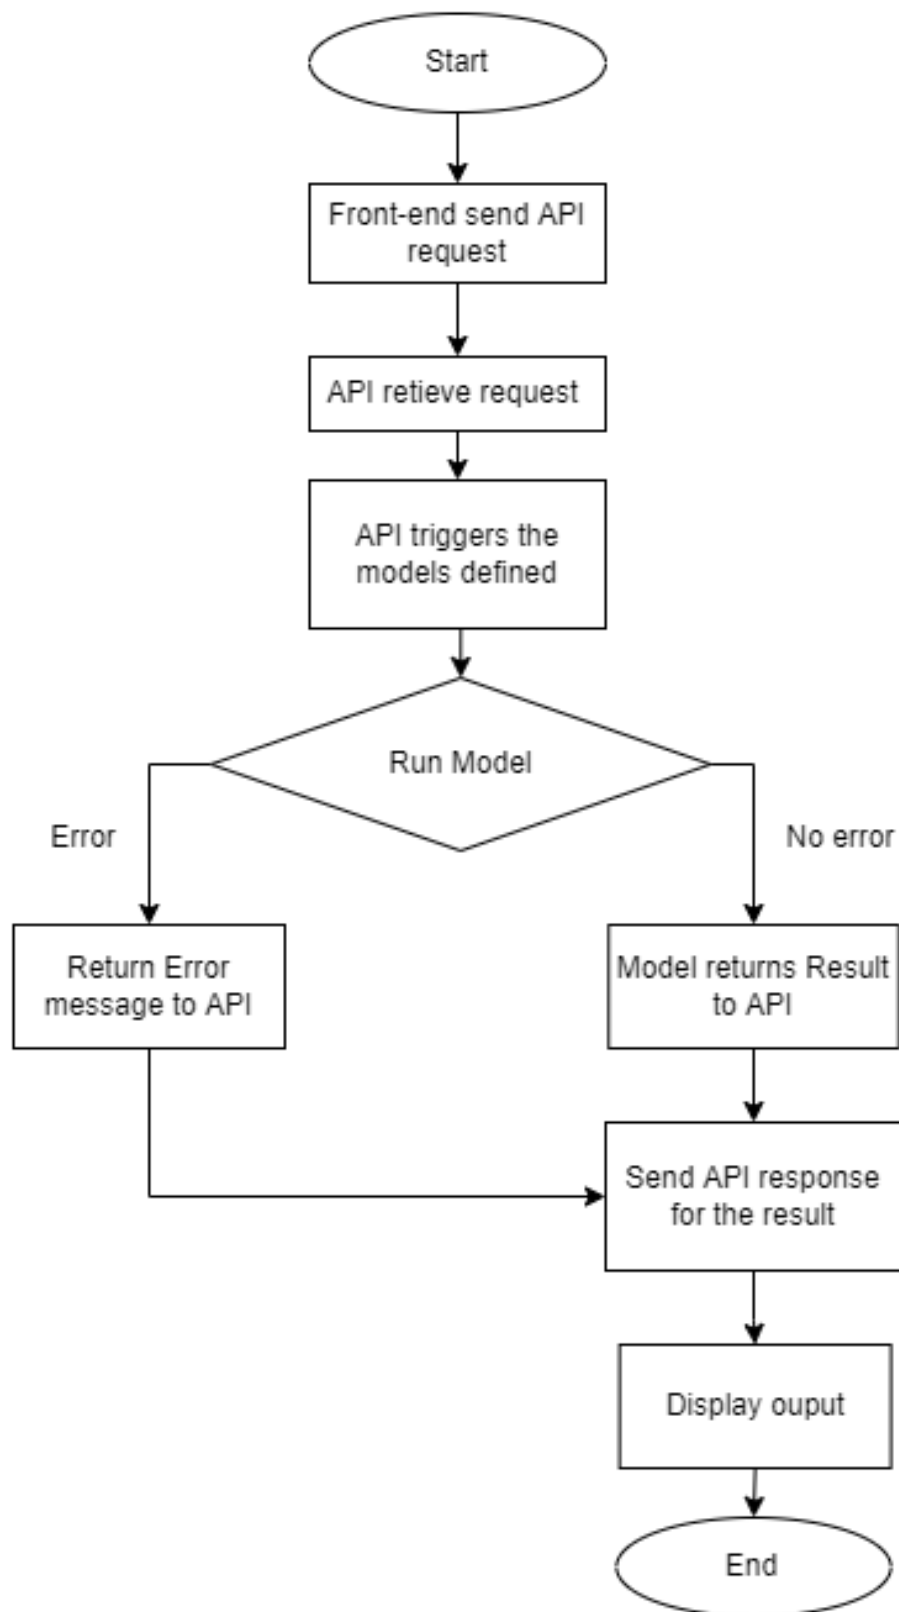 Start
Front-end send API
request
API retieve request
API triggers the
models defined
Run Model
Error
No error
Return Error
message to API
Model returns Result
to API
Send API response
for the result
Display ouput
End